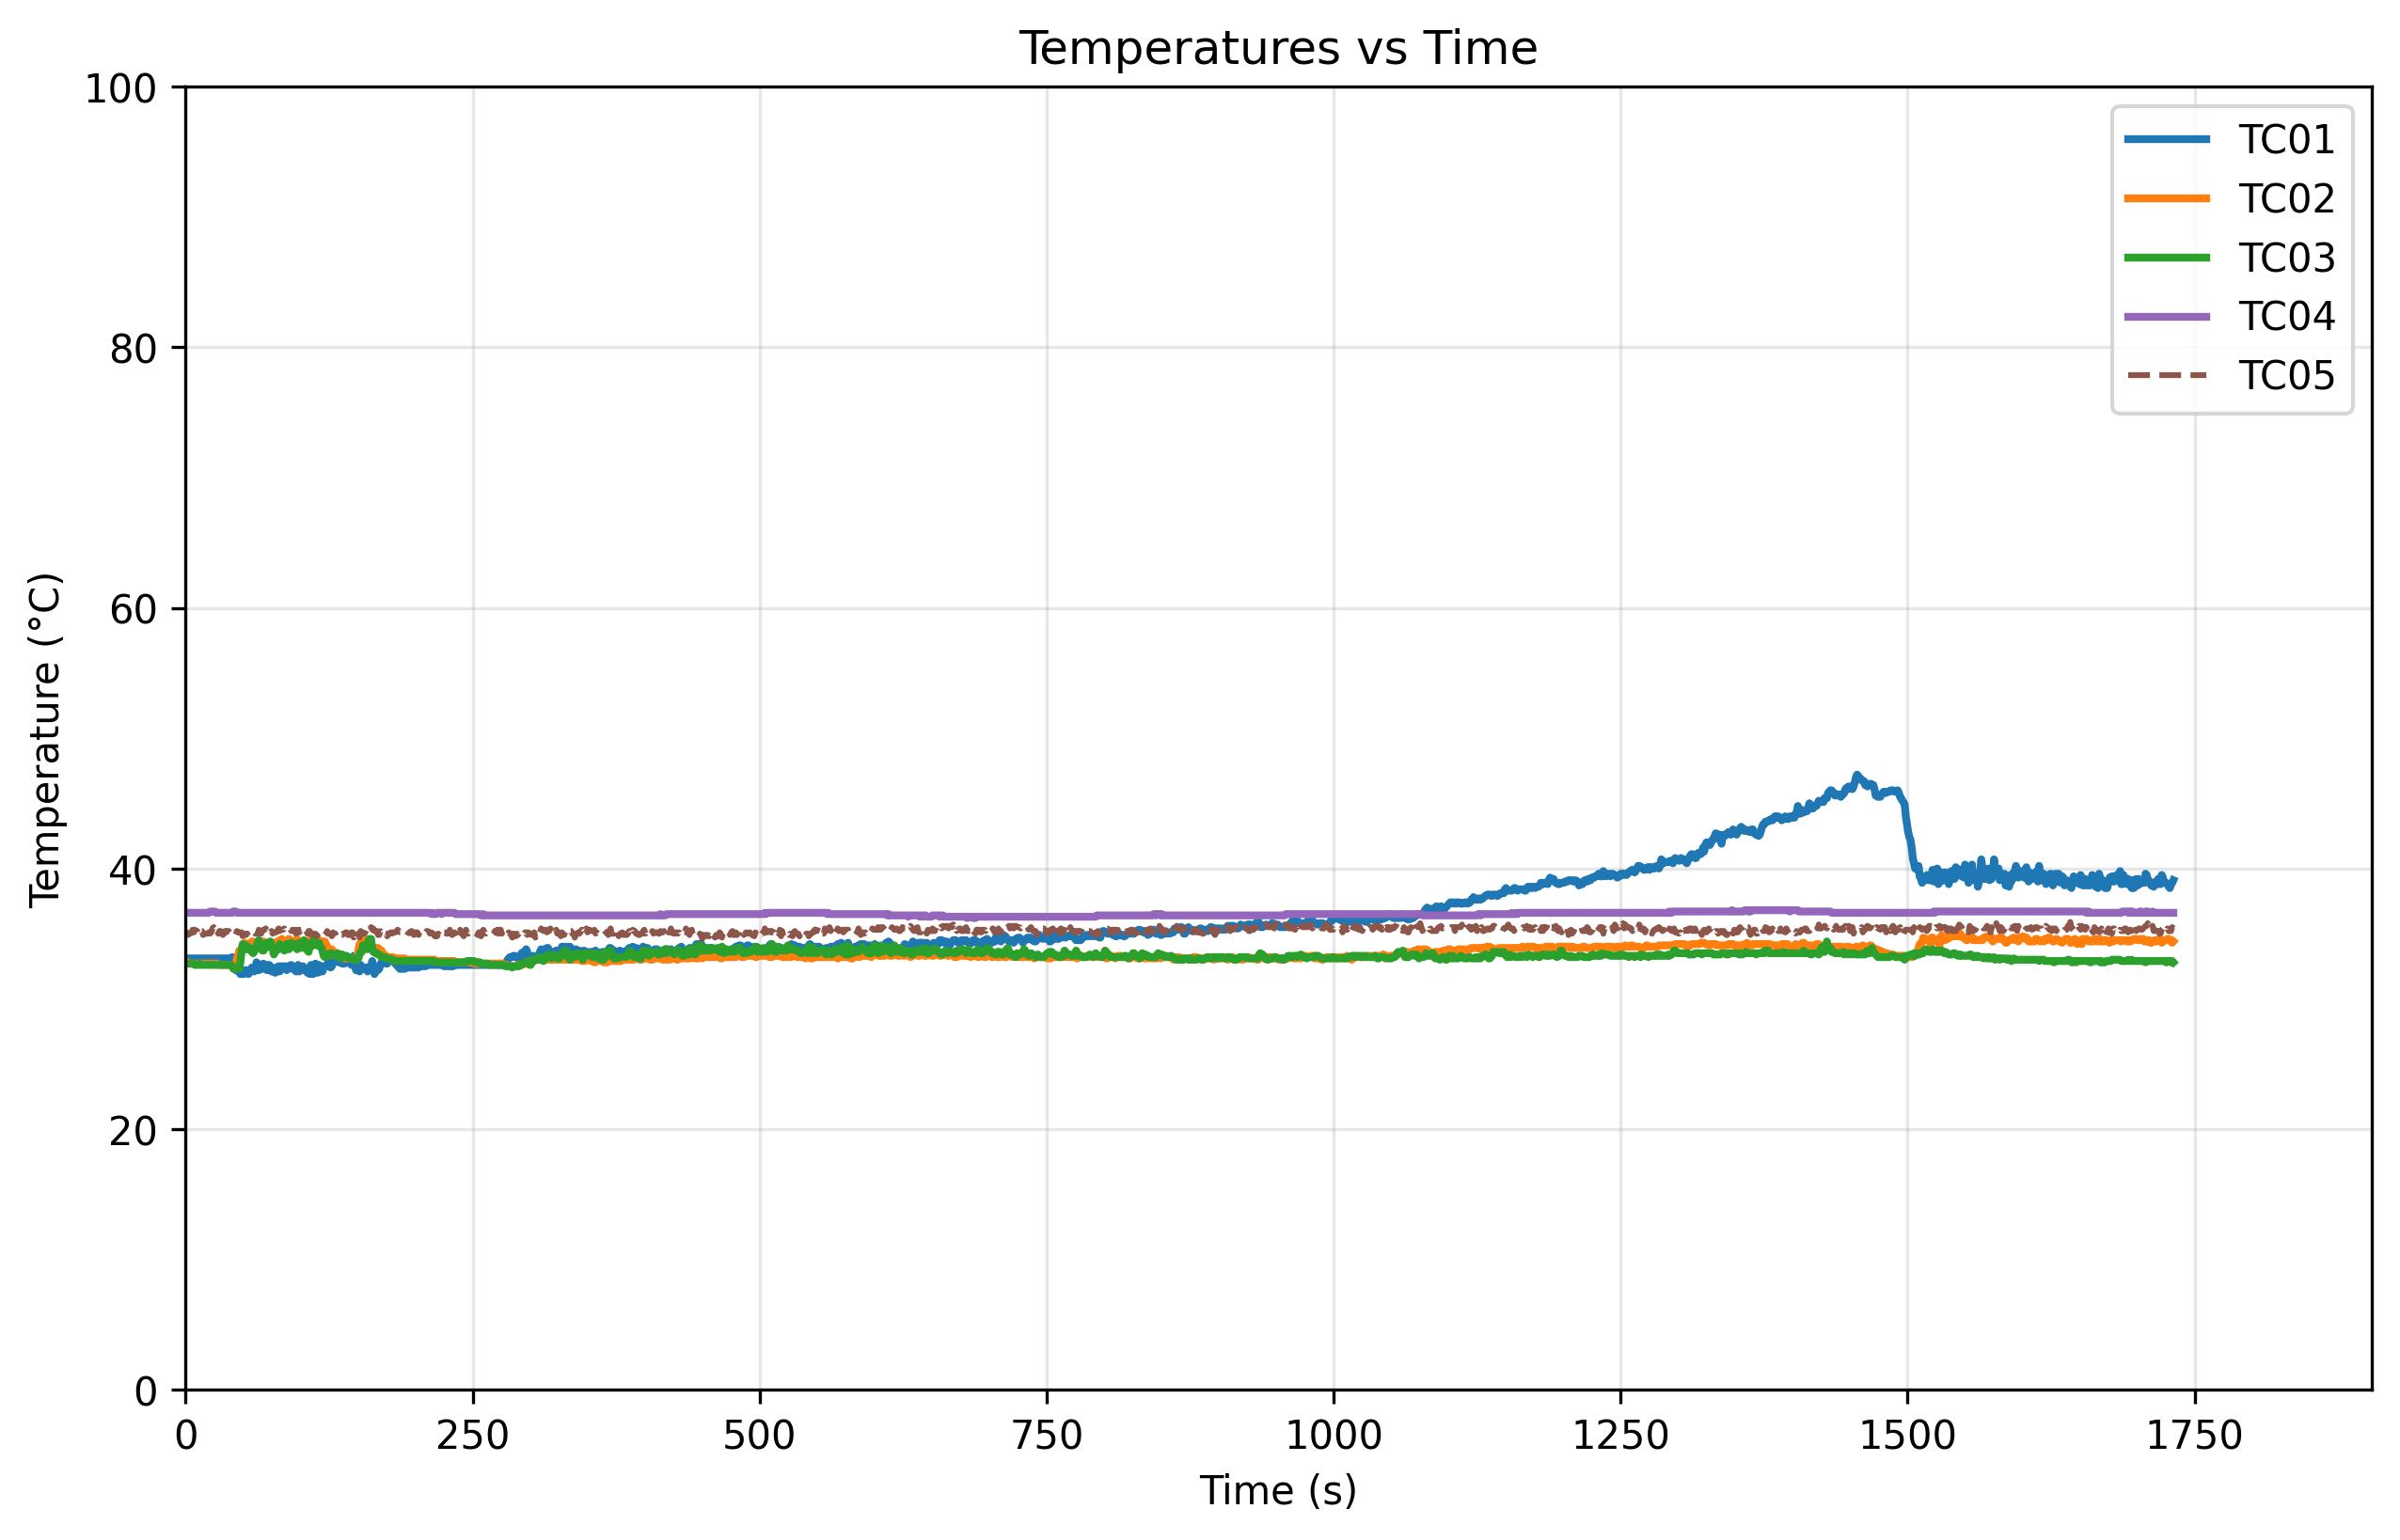 Temperatures vs Time
100
80
60
40
20
0
Temperature (°C)
0 250 500 750 1000 1250 1500 1750
Time (s)
TC01
TC02
TC03
TC04
TC05